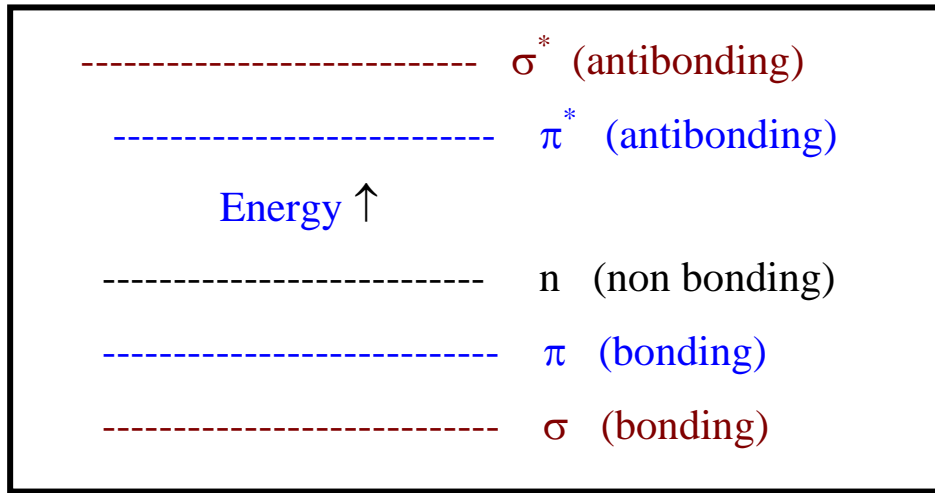 --------------------------- σ* (antibonding)
-------------------------- π* (antibonding)
Energy ↑
-------------------------- n (non bonding)
--------------------------- π (bonding)
--------------------------- σ (bonding)